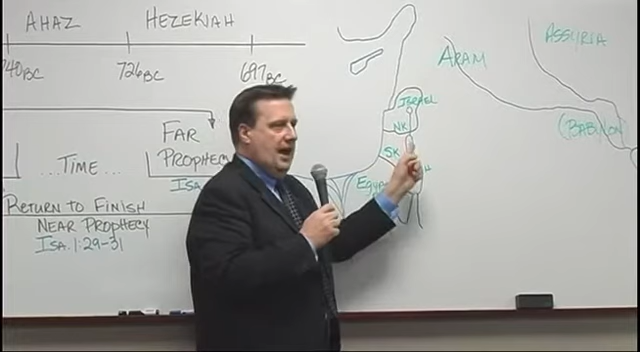 AHAZ
HEZEKIAH
740BC
726BC
697BC
FAR
PROPHECY
...TIME...
ISA.
RETURN TO FINISH
NEAR PROPHECY
ISA. 1:29-31
ISRAEL
NK
SK
ARAM
ASSYRIA
(BABYLON)